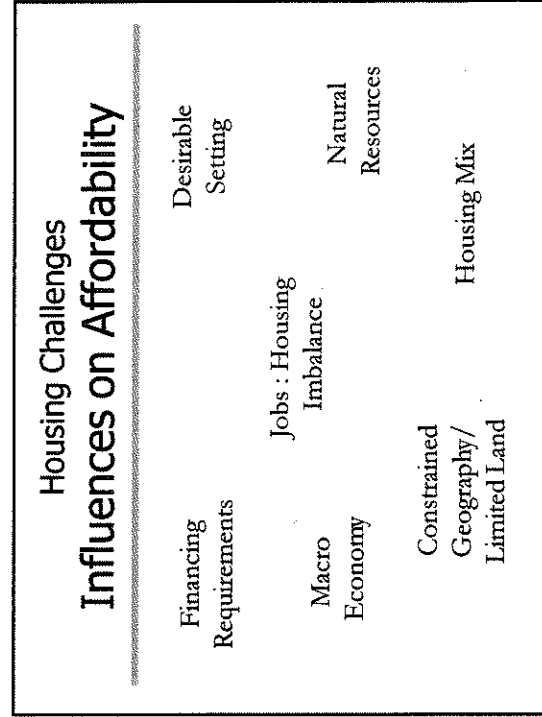 Housing Challenges
Influences on Affordability
Financing
Requirements
Desirable
Setting
Jobs : Housing
Imbalance
Macro
Economy
Natural
Resources
Constrained
Geography/
Limited Land
Housing Mix